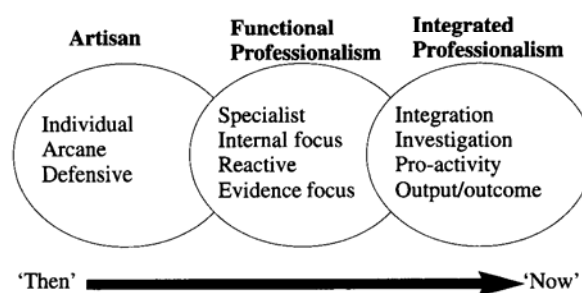 Artisan
Functional
Professionalism
Integrated
Professionalism
Individual
Arcane
Defensive
Specialist
Internal focus
Reactive
Evidence focus
Integration
Investigation
Pro-activity
Output/outcome
'Then'
'Now'